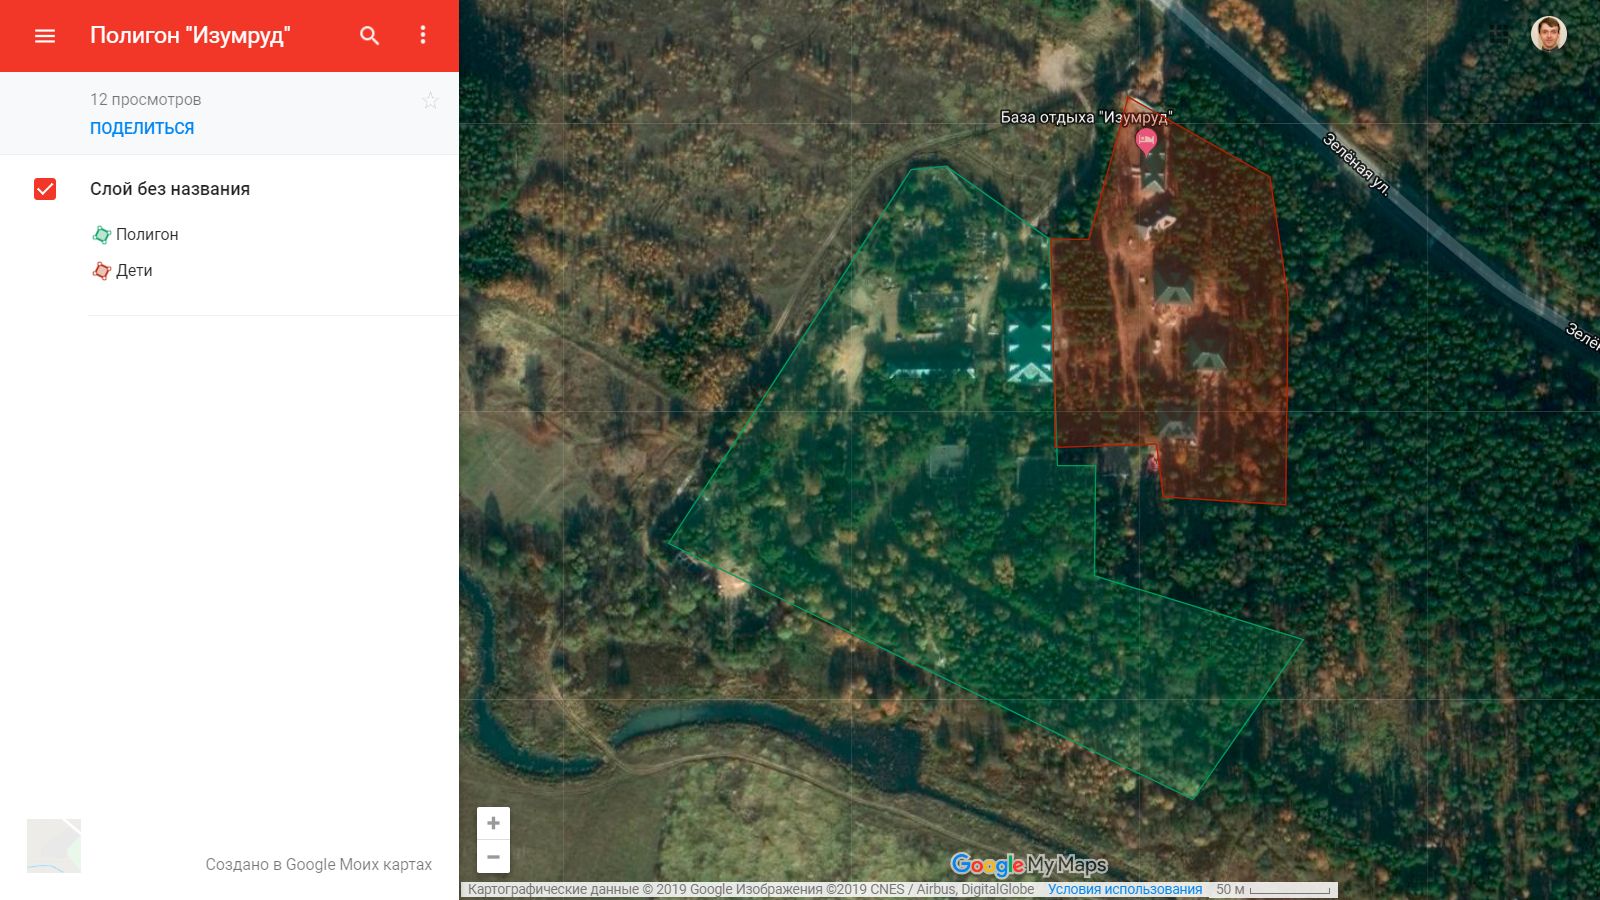 Полигон "Изумруд"
12 просмотров
ПОДЕЛИТЬСЯ
Слой без названия
Полигон
Дети
Создано в Google Моих картах
База отдыха "Изумруд"
Зелёная ул.
Зелён
Google My Maps
Картографические данные © 2019 Google Изображения ©2019 CNES / Airbus, DigitalGlobe Условия использования 50 м